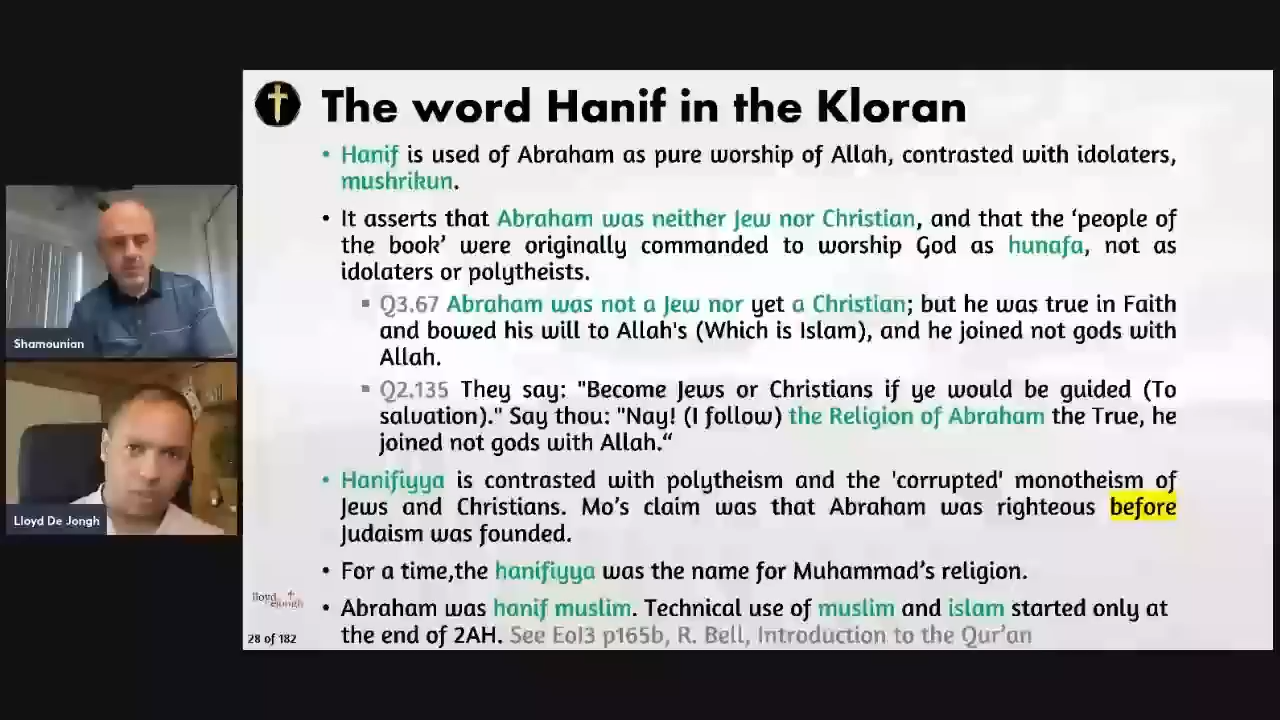 The word Hanif in the Kloran
• Hanif is used of Abraham as pure worship of Allah, contrasted with idolaters,
mushrikun.
• It asserts that Abraham was neither Jew nor Christian, and that the ‘people of
the book’ were originally commanded to worship God as hunafa, not as
idolaters or polytheists.
▪ Q3.67 Abraham was not a Jew nor yet a Christian; but he was true in Faith
and bowed his will to Allah's (Which is Islam), and he joined not gods with
Allah.
▪ Q2.135 They say: "Become Jews or Christians if ye would be guided (To
salvation)." Say thou: "Nay! (I follow) the Religion of Abraham the True, he
joined not gods with Allah.“
• Hanifiyya is contrasted with polytheism and the 'corrupted' monotheism of
Jews and Christians. Mo’s claim was that Abraham was righteous before
Judaism was founded.
• For a time,the hanifiyya was the name for Muhammad’s religion.
• Abraham was hanif muslim. Technical use of muslim and islam started only at
the end of 2AH. See EoI3 p165b, R. Bell, Introduction to the Qur’an
Shamounian
Lloyd De Jongh
lloyd
dejongh
28 of 182